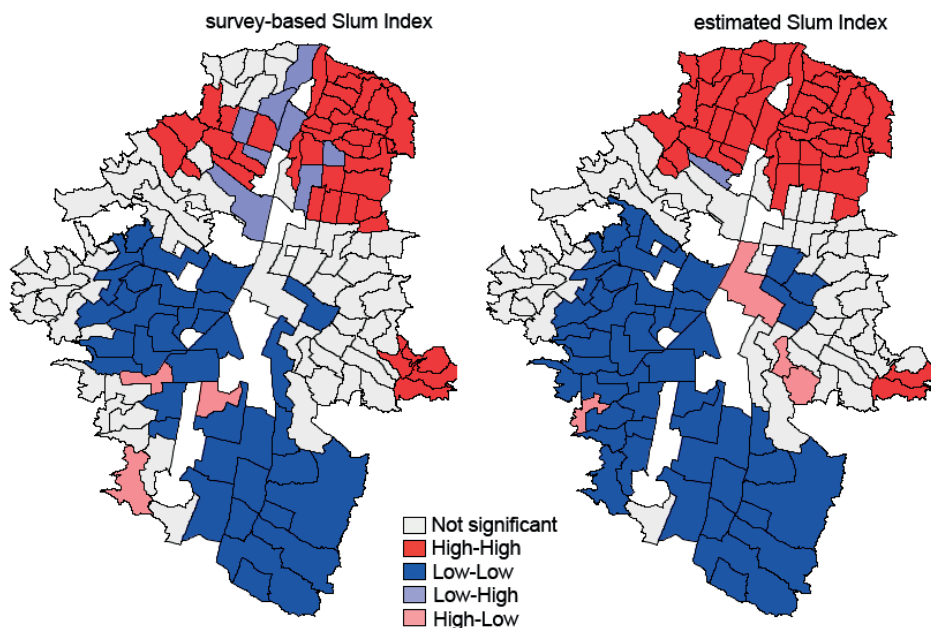 survey-based Slum Index
estimated Slum Index
Not significant
High-High
Low-Low
Low-High
High-Low